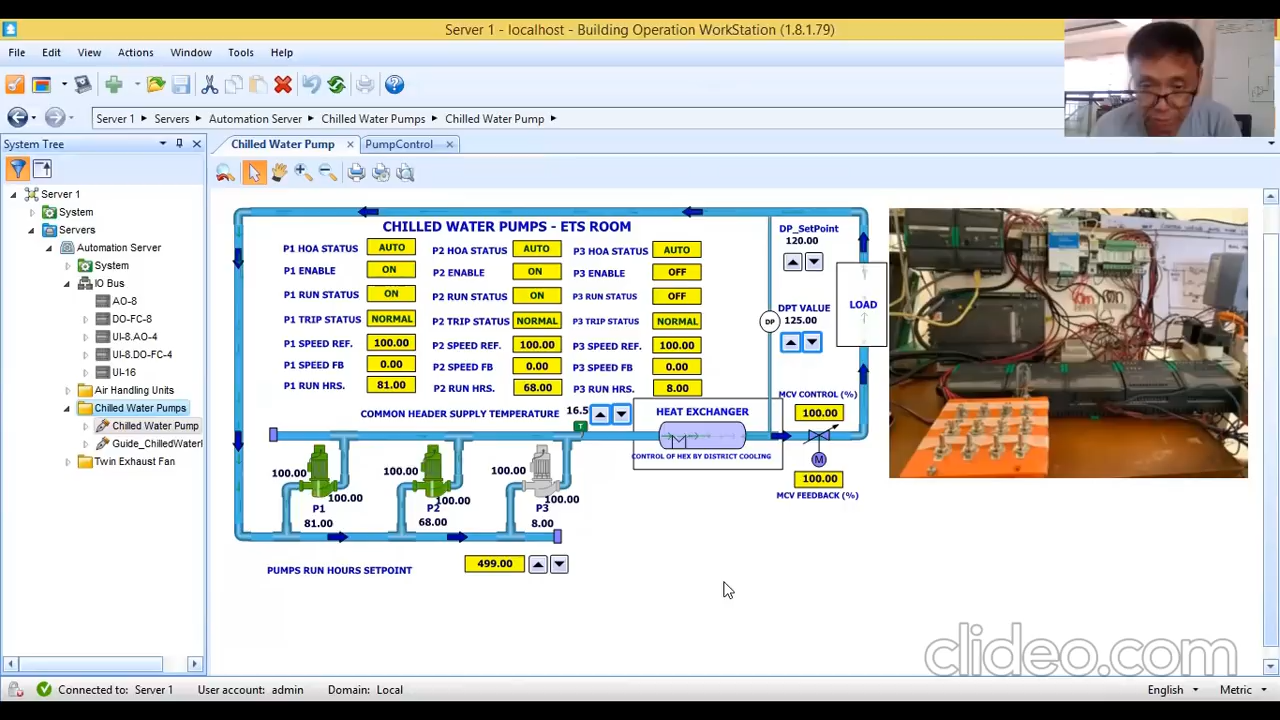 Server 1 - localhost - Building Operation WorkStation (1.8.1.79)
File Edit View Actions Window Tools Help
Server 1 Servers Automation Server Chilled Water Pumps Chilled Water Pump
System Tree
Chilled Water Pump
PumpControl
Server 1
System
Servers
Automation Server
System
IO Bus
AO-8
DO-FC-8
UI-8.AO-4
UI-8.DO-FC-4
UI-16
Air Handling Units
Chilled Water Pumps
Chilled Water Pump
Guide_ChilledWaterI
Twin Exhaust Fan
CHILLED WATER PUMPS - ETS ROOM
P1 HOA STATUS AUTO P2 HOA STATUS AUTO P3 HOA STATUS AUTO
P1 ENABLE ON P2 ENABLE ON P3 ENABLE OFF
P1 RUN STATUS ON P2 RUN STATUS ON P3 RUN STATUS OFF
P1 TRIP STATUS NORMAL P2 TRIP STATUS NORMAL P3 TRIP STATUS NORMAL
P1 SPEED REF. 100.00 P2 SPEED REF. 100.00 P3 SPEED REF. 100.00
P1 SPEED FB 0.00 P2 SPEED FB 0.00 P3 SPEED FB 0.00
P1 RUN HRS. 81.00 P2 RUN HRS. 68.00 P3 RUN HRS. 8.00
DP_SetPoint
120.00
DPT VALUE
125.00
DP
LOAD
COMMON HEADER SUPPLY TEMPERATURE 16.5
T
HEAT EXCHANGER
CONTROL OF HEX BY DISTRICT COOLING
MCV CONTROL (%)
100.00
M
100.00
MCV FEEDBACK (%)
100.00 100.00 100.00
100.00 100.00 100.00
P1 P2 P3
81.00 68.00 8.00
PUMPS RUN HOURS SETPOINT 499.00
clideo.com
Connected to: Server 1 User account: admin Domain: Local English Metric